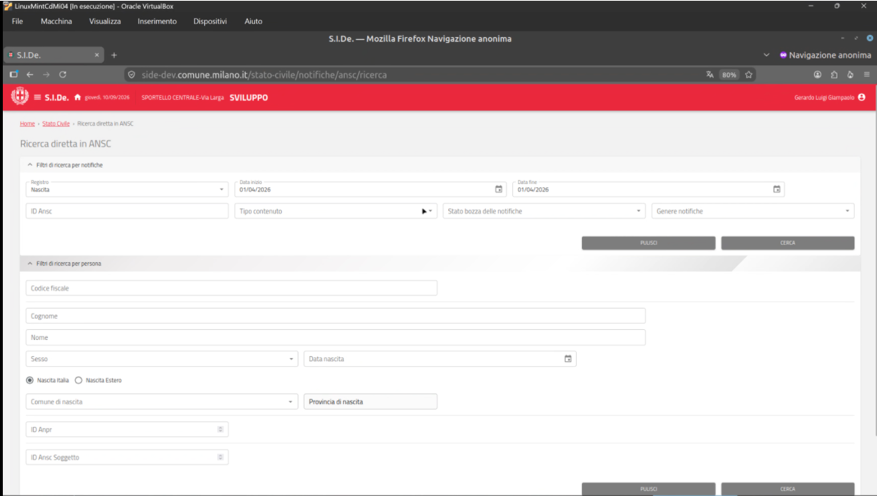 LinuxMintCdMi04 [In esecuzione] - Oracle VirtualBox
File Macchina Visualizza Inserimento Dispositivi Aiuto
S.I.De. — Mozilla Firefox Navigazione anonima
S.I.De. × + Navigazione anonima
side-dev.comune.milano.it/stato-civile/notifiche/ansc/ricerca 80%
S.I.De. giovedì, 10/09/2026 SPORTELLO CENTRALE-Via Larga SVILUPPO Gerardo Luigi Giampaolo
Home - Stato Civile - Ricerca diretta in ANSC
Ricerca diretta in ANSC
Filtri di ricerca per notifiche
Registro Data inizio Data fine
Nascita 01/04/2026 01/04/2026
ID Ansc Tipo contenuto Stato bozza delle notifiche Genere notifiche
PULISCI CERCA
Filtri di ricerca per persona
Codice fiscale
Cognome
Nome
Sesso Data nascita
Nascita Italia Nascita Estero
Comune di nascita Provincia di nascita
ID Anpr
ID Ansc Soggetto
PULISCI CERCA